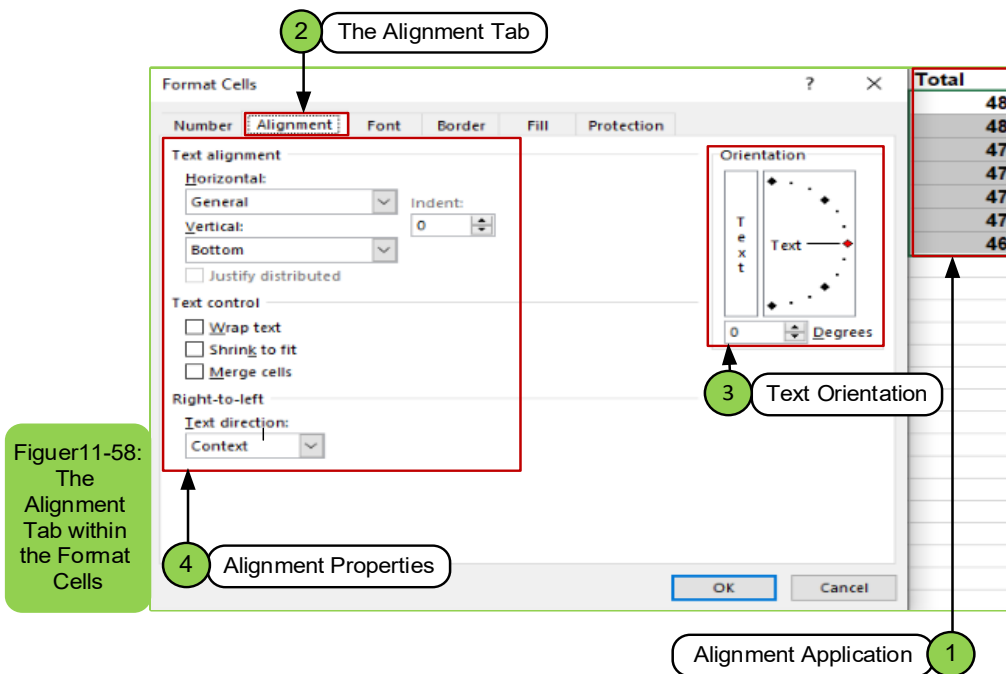 2 The Alignment Tab
Format Cells ? ×
Number Alignment Font Border Fill Protection
Text alignment
Horizontal:
General
Indent:
0
Vertical:
Bottom
Justify distributed
Text control
Wrap text
Shrink to fit
Merge cells
Right-to-left
Text direction:
Context
Orientation
Text
Text
0 Degrees
3 Text Orientation
Total
48
48
47
47
47
47
46
Figuer11-58:
The
Alignment
Tab within
the Format
Cells
4 Alignment Properties
OK Cancel
Alignment Application 1